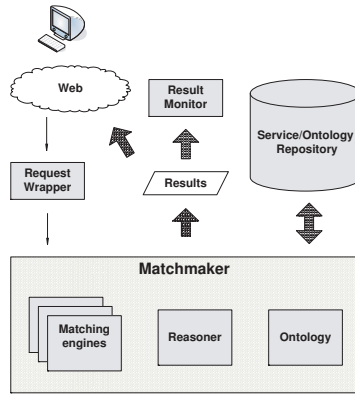 Web
Result
Monitor
Service/Ontology
Repository
Request
Wrapper
Results
Matchmaker
Matching
engines
Reasoner
Ontology